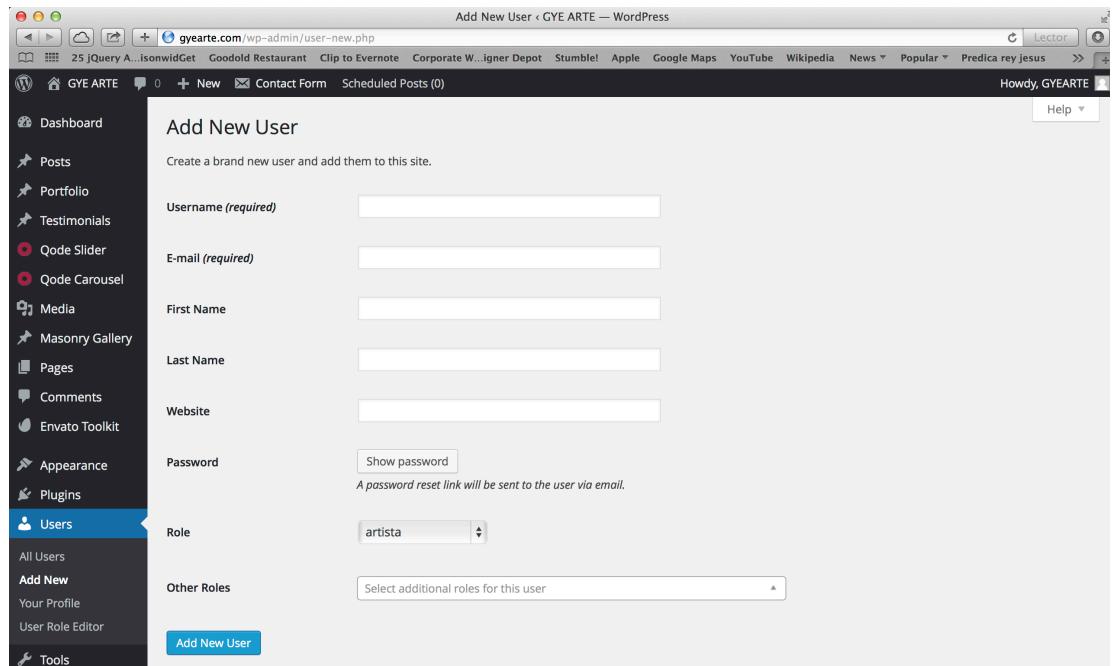 Add New User ‹ GYE ARTE — WordPress
gyearte.com/wp-admin/user-new.php
Lector
25 jQuery A...isonwidGet Goodold Restaurant Clip to Evernote Corporate W...igner Depot Stumble! Apple Google Maps YouTube Wikipedia News Popular Predica rey jesus
GYE ARTE 0 New Contact Form Scheduled Posts (0) Howdy, GYEARTE
Help
Dashboard
Posts
Portfolio
Testimonials
Qode Slider
Qode Carousel
Media
Masonry Gallery
Pages
Comments
Envato Toolkit
Appearance
Plugins
Users
All Users
Add New
Your Profile
User Role Editor
Tools
Add New User
Create a brand new user and add them to this site.
Username (required)
E-mail (required)
First Name
Last Name
Website
Password Show password
A password reset link will be sent to the user via email.
Role artista
Other Roles Select additional roles for this user
Add New User